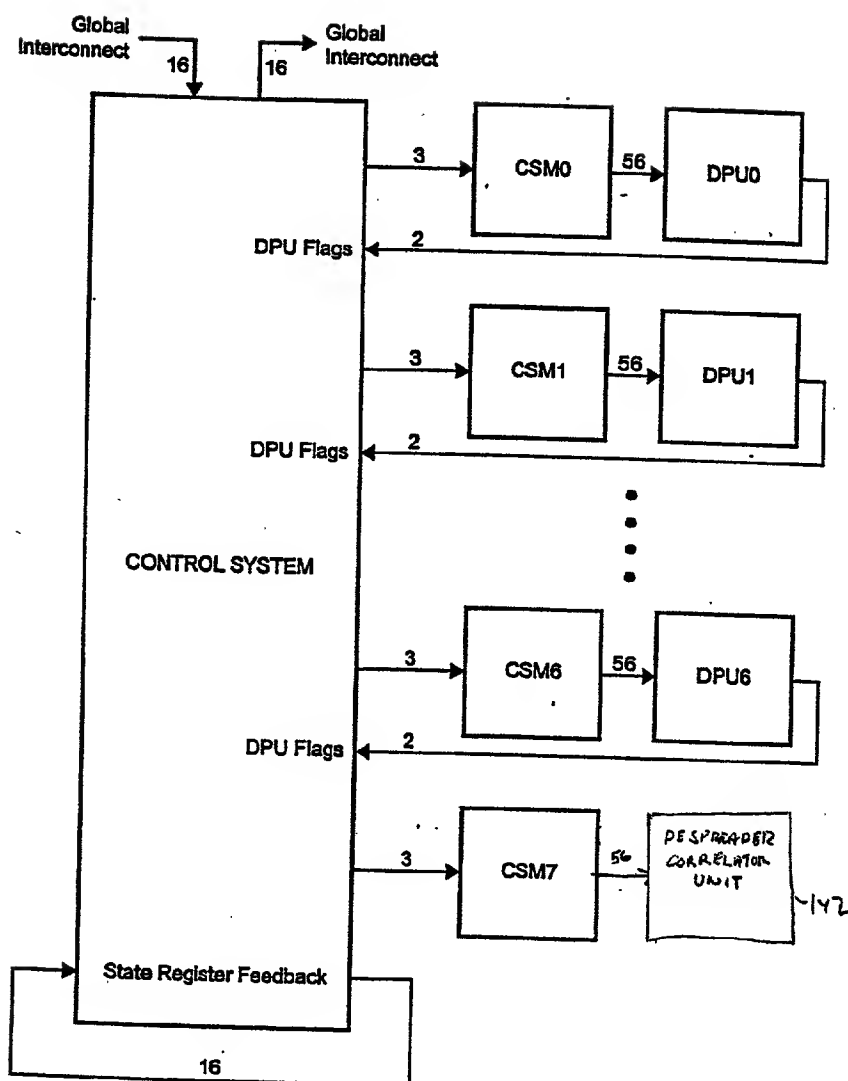 Global
Interconnect
16
16
Global
Interconnect
3
CSM0
56
DPU0
DPU Flags
2
3
CSM1
56
DPU1
DPU Flags
2
CONTROL SYSTEM
3
CSM6
56
DPU6
DPU Flags
2
3
CSM7
56
DESPREADER
CORRELATOR
UNIT
142
State Register Feedback
16